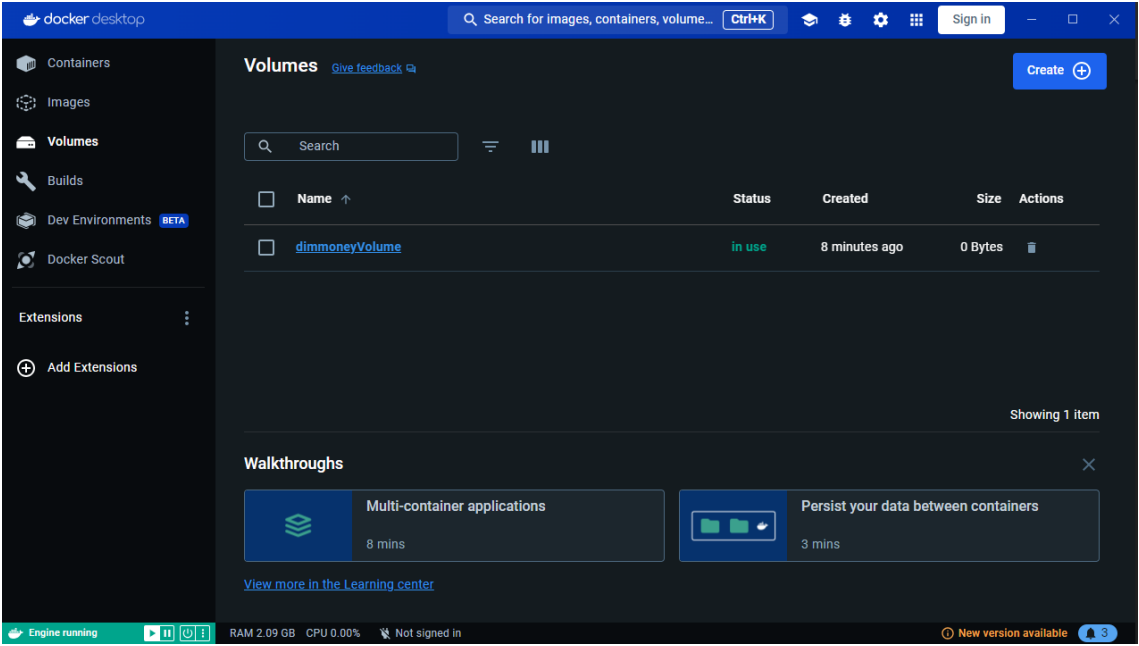 docker desktop
Search for images, containers, volume... Ctrl+K
Sign in
Containers
Images
Volumes
Builds
Dev Environments BETA
Docker Scout
Extensions
Add Extensions
Volumes Give feedback
Create
Search
Name Status Created Size Actions
dimmoneyVolume in use 8 minutes ago 0 Bytes
Showing 1 item
Walkthroughs
Multi-container applications
8 mins
Persist your data between containers
3 mins
View more in the Learning center
Engine running
RAM 2.09 GB CPU 0.00% Not signed in
New version available 3